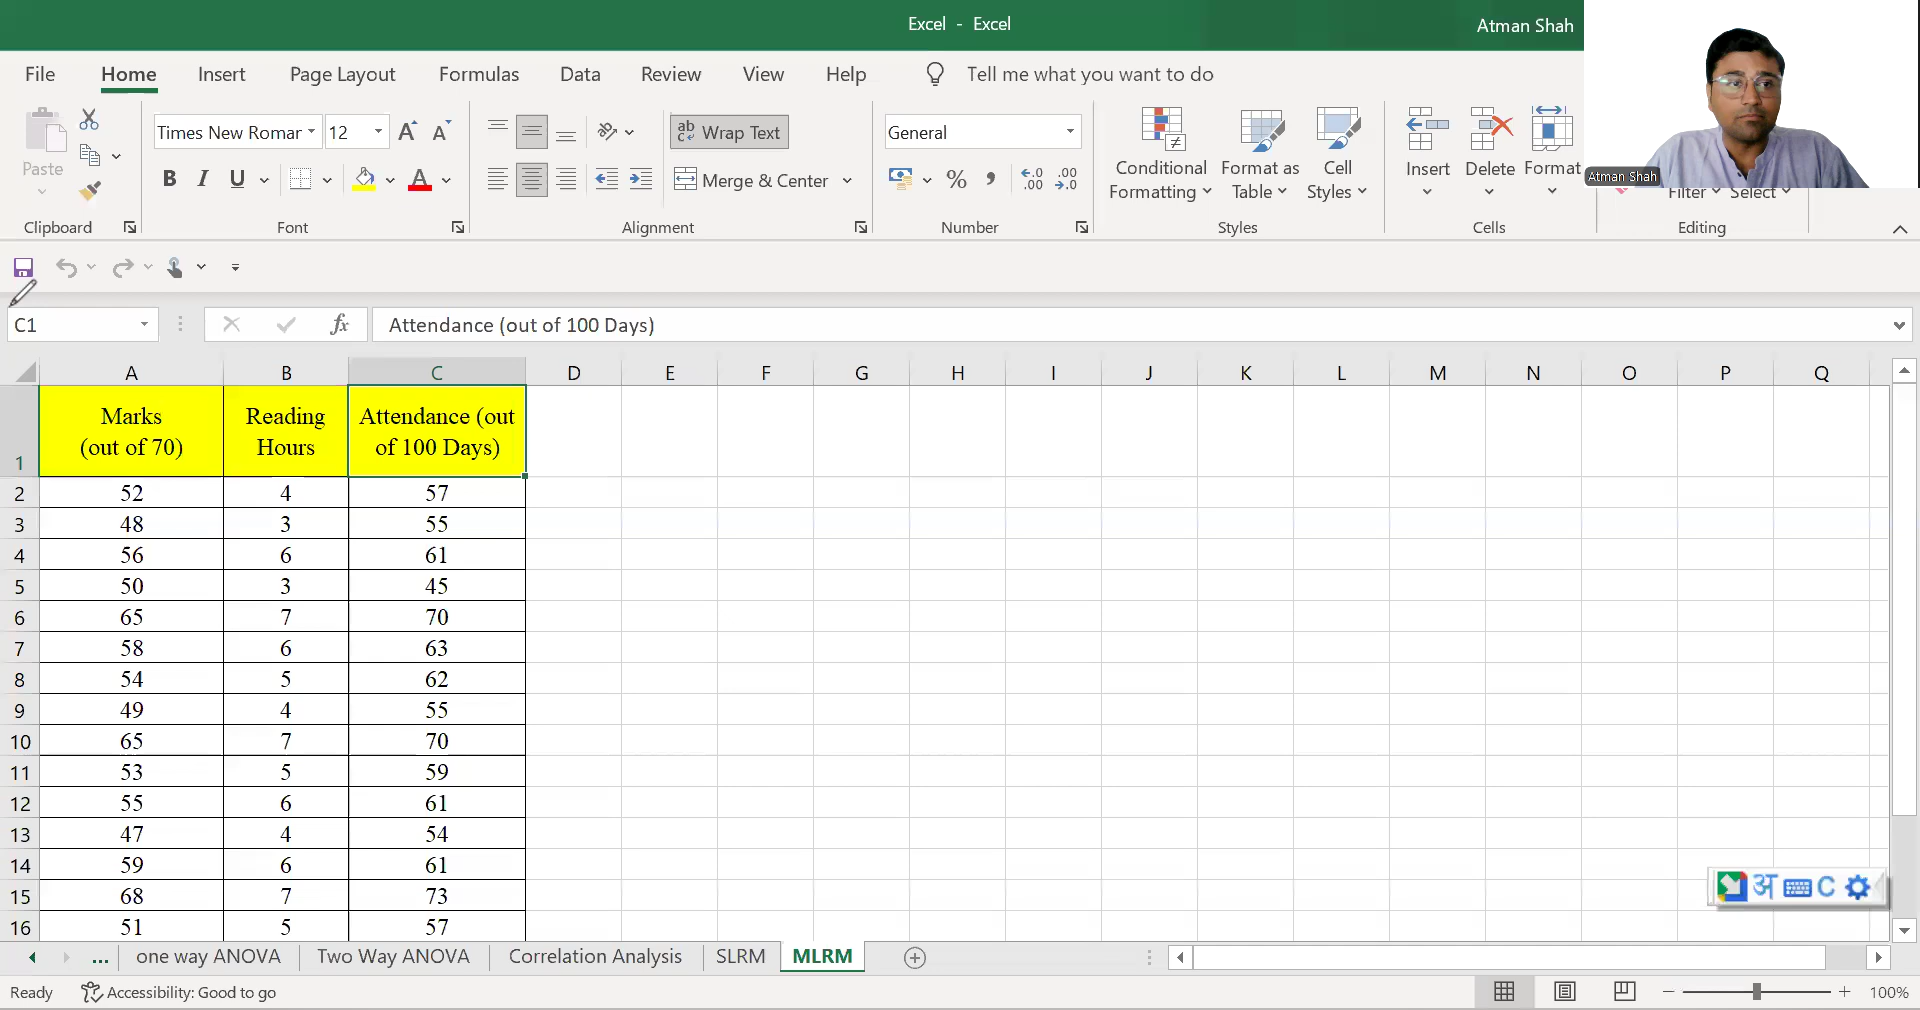 Excel - Excel
Atman Shah
File Home Insert Page Layout Formulas Data Review View Help Tell me what you want to do
Paste
Clipboard
Times New Romar 12
A A
B I U A
Font
ab
c Wrap Text
Merge & Center
Alignment
General
% ,
←.0 .00
.00 →.0
Number
Conditional
Formatting
Format as
Table
Cell
Styles
Styles
Insert
Delete
Format
Cells
Filter Select
Editing
Atman Shah
C1
fx
Attendance (out of 100 Days)
A B C D E F G H I J K L M N O P Q
1
Marks
(out of 70)
Reading
Hours
Attendance (out
of 100 Days)
2 52 4 57
3 48 3 55
4 56 6 61
5 50 3 45
6 65 7 70
7 58 6 63
8 54 5 62
9 49 4 55
10 65 7 70
11 53 5 59
12 55 6 61
13 47 4 54
14 59 6 61
15 68 7 73
16 51 5 57
अ C
... one way ANOVA Two Way ANOVA Correlation Analysis SLRM MLRM
Ready Accessibility: Good to go
100%